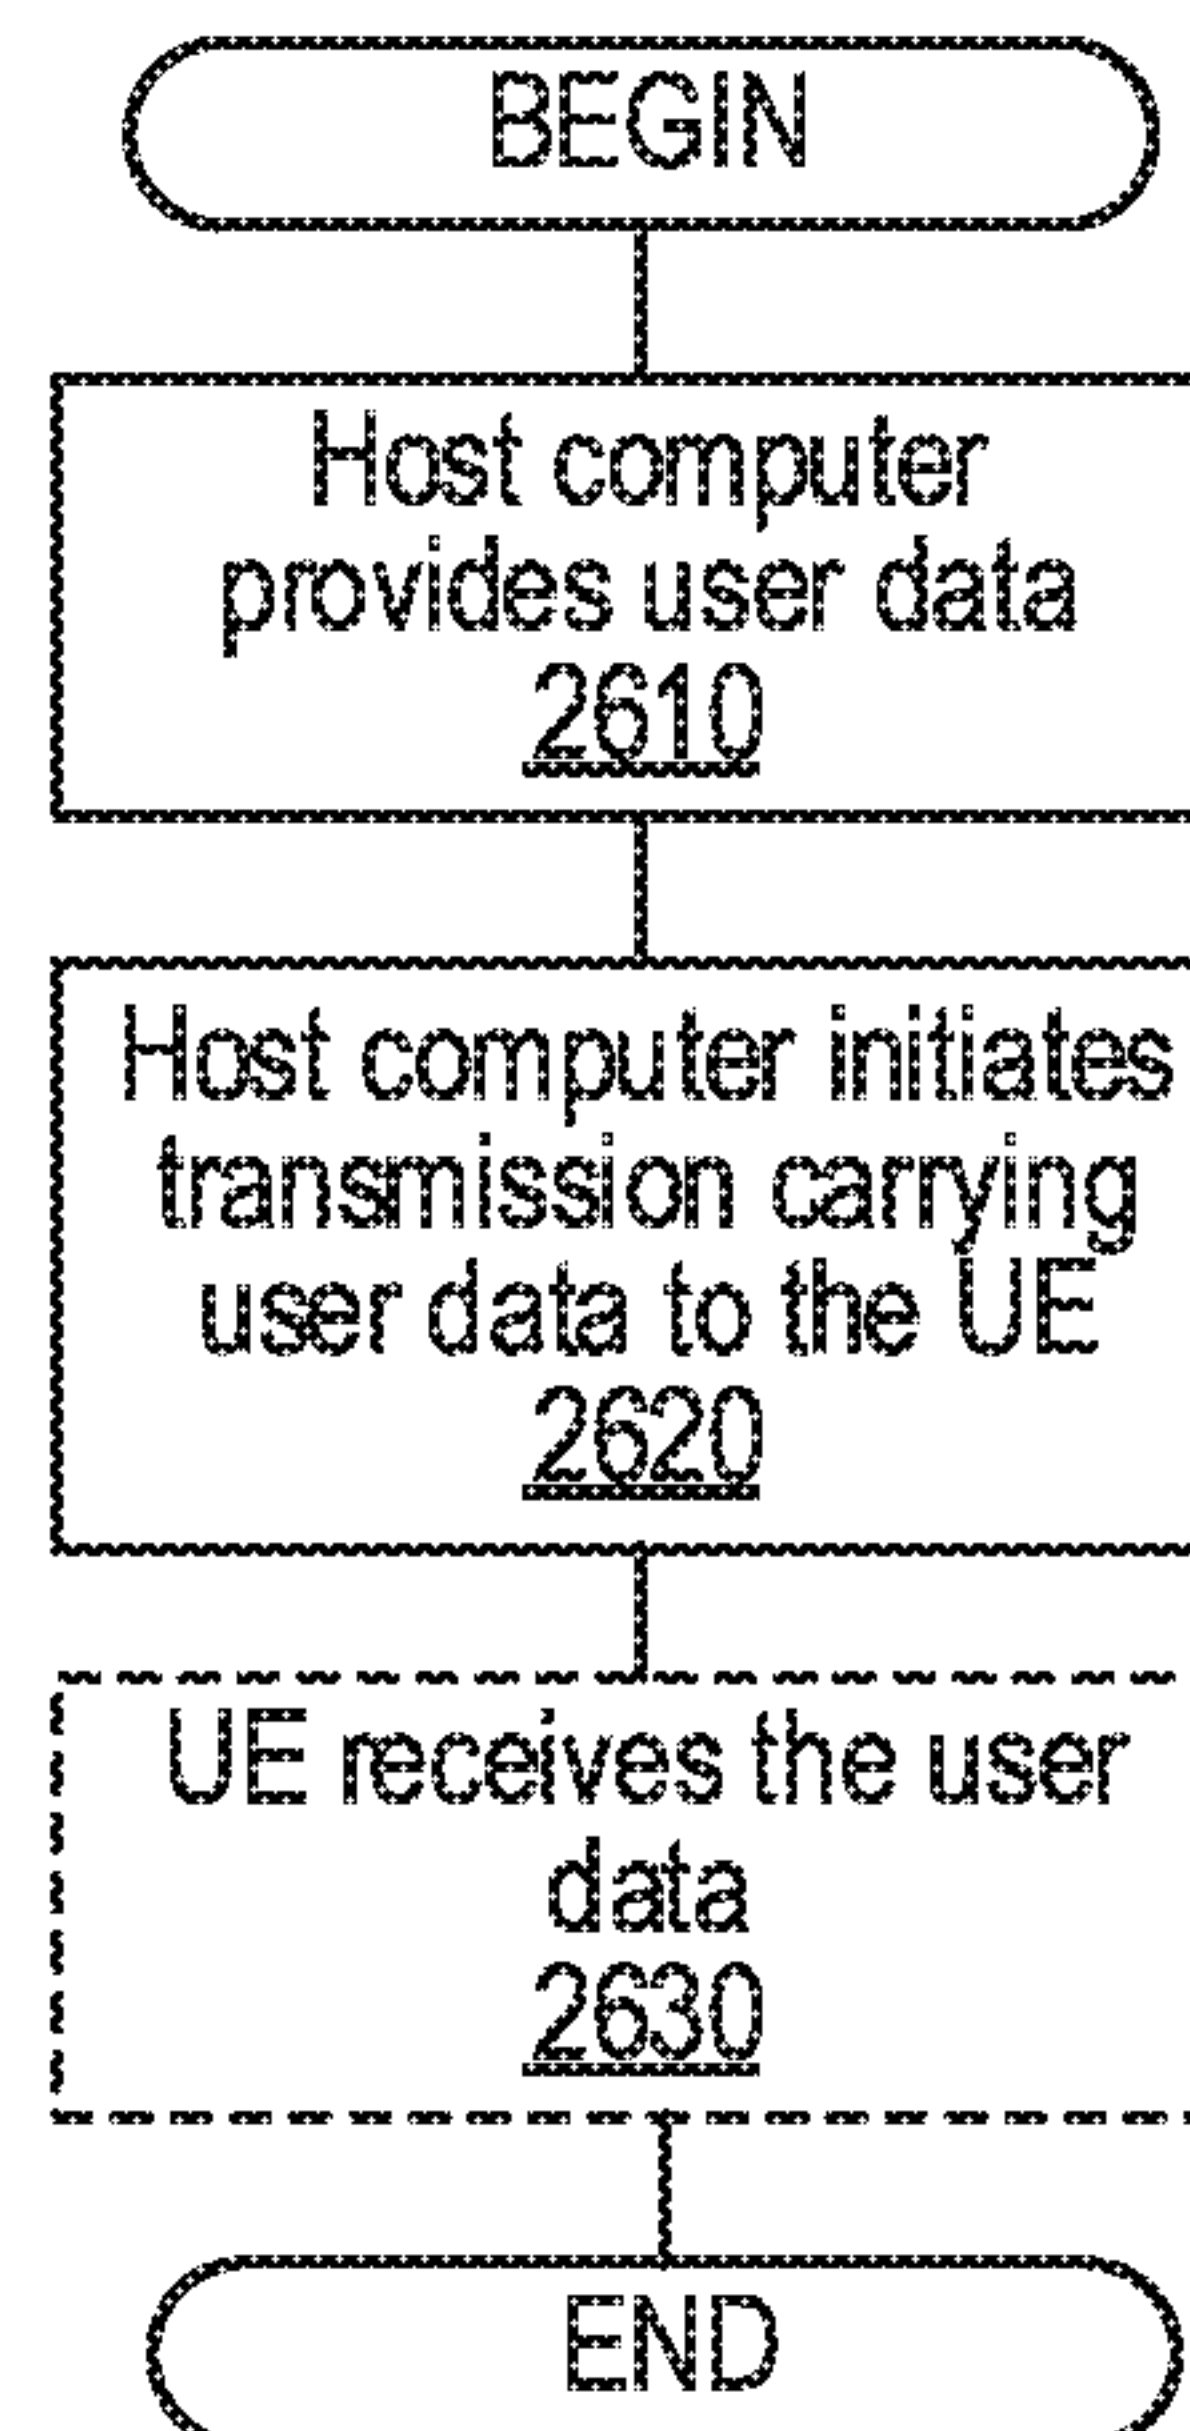 BEGIN
Host computer
provides user data
2610
Host computer initiates
transmission carrying
user data to the UE
2620
UE receives the user
data
2630
END